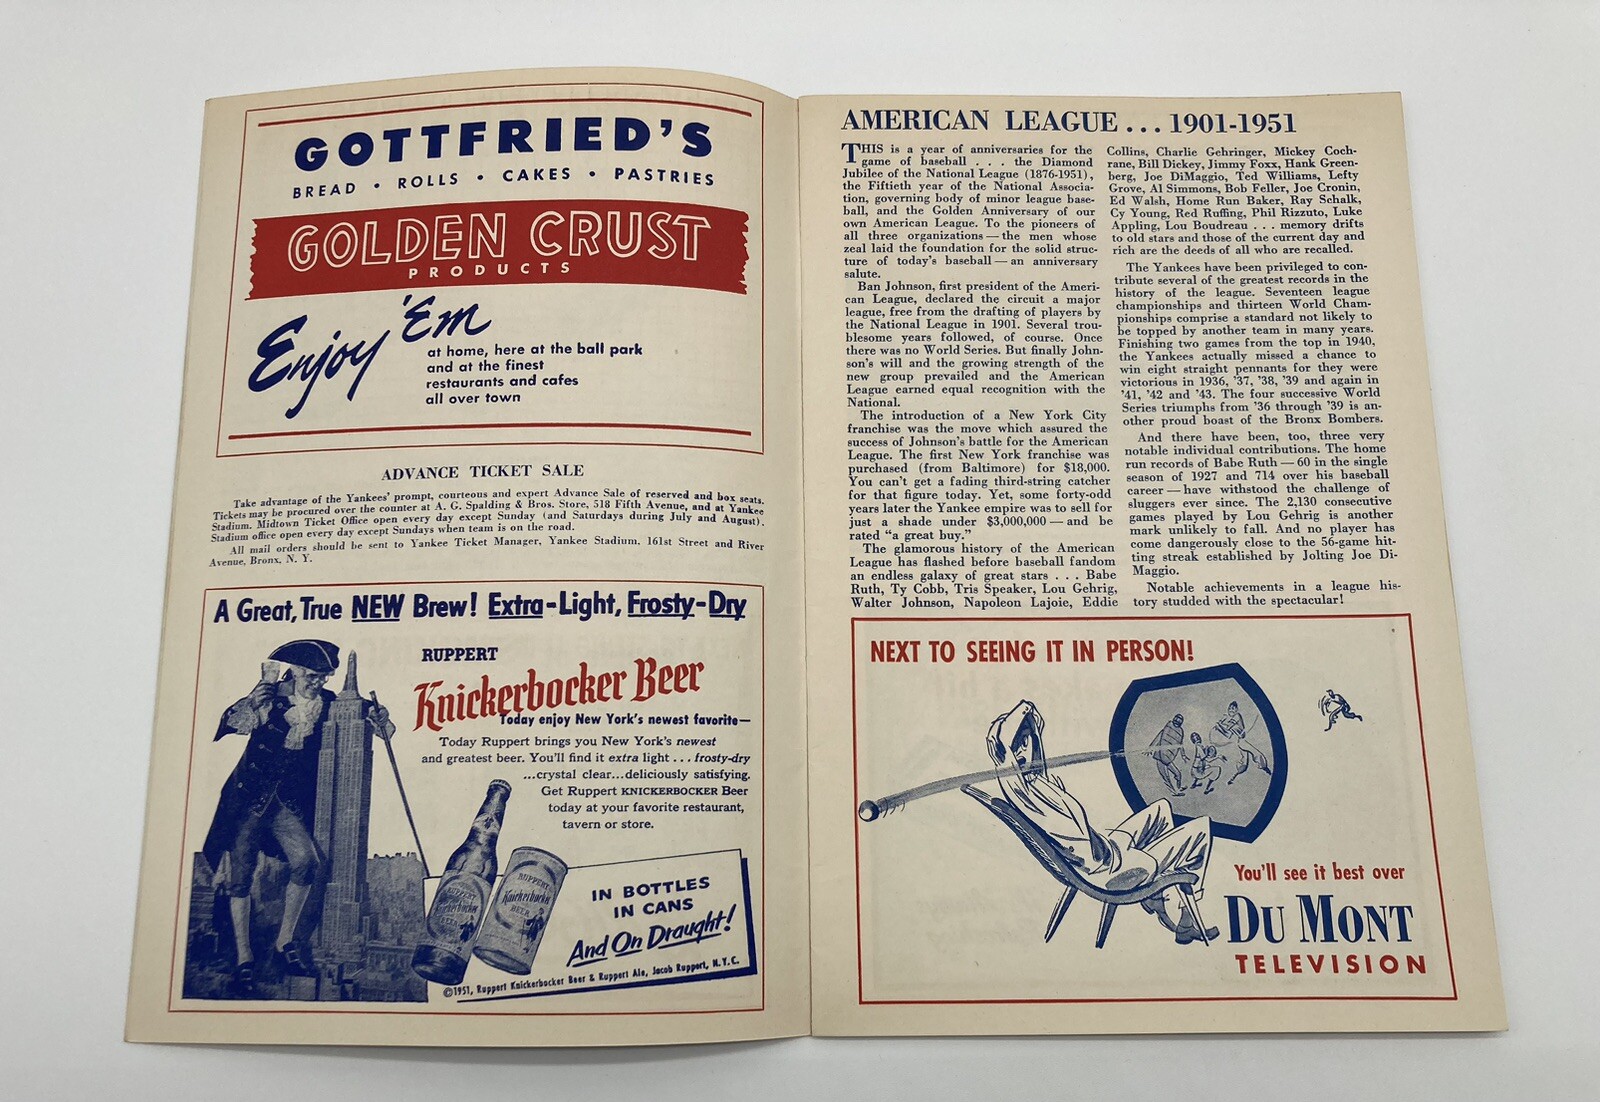 GOTTFRIED'S
BREAD • ROLLS • CAKES • PASTRIES
GOLDEN CRUST
PRODUCTS
Enjoy 'Em
at home, here at the ball park
and at the finest
restaurants and cafes
all over town
ADVANCE TICKET SALE
Take advantage of the Yankees' prompt, courteous and expert Advance Sale of reserved and box seats.
Tickets may be procured over the counter at A. G. Spalding & Bros. Store, 518 Fifth Avenue, and at Yankee
Stadium. Midtown Ticket Office open every day except Sunday (and Saturdays during July and August).
Stadium office open every day except Sundays when team is on the road.
All mail orders should be sent to Yankee Ticket Manager, Yankee Stadium, 161st Street and River
Avenue, Bronx, N. Y.
A Great, True NEW Brew! Extra-Light, Frosty-Dry
RUPPERT
Knickerbocker Beer
Today enjoy New York's newest favorite—
Today Ruppert brings you New York's newest
and greatest beer. You'll find it extra light . . . frosty-dry
...crystal clear...deliciously satisfying.
Get Ruppert KNICKERBOCKER Beer
today at your favorite restaurant,
tavern or store.
RUPPERT
Knickerbocker
BEER
RUPPERT
Knickerbocker
BEER
IN BOTTLES
IN CANS
And On Draught!
©1951, Ruppert Knickerbocker Beer & Ruppert Ale, Jacob Ruppert, N.Y.C.
AMERICAN LEAGUE . . . 1901-1951
THIS is a year of anniversaries for the
game of baseball . . . the Diamond
Jubilee of the National League (1876-1951),
the Fiftieth year of the National Associa-
tion, governing body of minor league base-
ball, and the Golden Anniversary of our
own American League. To the pioneers of
all three organizations — the men whose
zeal laid the foundation for the solid struc-
ture of today's baseball — an anniversary
salute.
Ban Johnson, first president of the Ameri-
can League, declared the circuit a major
league, free from the drafting of players by
the National League in 1901. Several trou-
blesome years followed, of course. Once
there was no World Series. But finally John-
son's will and the growing strength of the
new group prevailed and the American
League earned equal recognition with the
National.
The introduction of a New York City
franchise was the move which assured the
success of Johnson's battle for the American
League. The first New York franchise was
purchased (from Baltimore) for $18,000.
You can't get a fading third-string catcher
for that figure today. Yet, some forty-odd
years later the Yankee empire was to sell for
just a shade under $3,000,000 — and be
rated "a great buy."
The glamorous history of the American
League has flashed before baseball fandom
an endless galaxy of great stars . . . Babe
Ruth, Ty Cobb, Tris Speaker, Lou Gehrig,
Walter Johnson, Napoleon Lajoie, Eddie
Collins, Charlie Gehringer, Mickey Coch-
rane, Bill Dickey, Jimmy Foxx, Hank Green-
berg, Joe DiMaggio, Ted Williams, Lefty
Grove, Al Simmons, Bob Feller, Joe Cronin,
Ed Walsh, Home Run Baker, Ray Schalk,
Cy Young, Red Ruffing, Phil Rizzuto, Luke
Appling, Lou Boudreau . . . memory drifts
to old stars and those of the current day and
rich are the deeds of all who are recalled.
The Yankees have been privileged to con-
tribute several of the greatest records in the
history of the league. Seventeen league
championships and thirteen World Cham-
pionships comprise a standard not likely to
be topped by another team in many years.
Finishing two games from the top in 1940,
the Yankees actually missed a chance to
win eight straight pennants for they were
victorious in 1936, '37, '38, '39 and again in
'41, '42 and '43. The four successive World
Series triumphs from '36 through '39 is an-
other proud boast of the Bronx Bombers.
And there have been, too, three very
notable individual contributions. The home
run records of Babe Ruth — 60 in the single
season of 1927 and 714 over his baseball
career — have withstood the challenge of
sluggers ever since. The 2,130 consecutive
games played by Lou Gehrig is another
mark unlikely to fall. And no player has
come dangerously close to the 56-game hit-
ting streak established by Jolting Joe Di-
Maggio.
Notable achievements in a league his-
tory studded with the spectacular!
NEXT TO SEEING IT IN PERSON!
You'll see it best over
DU MONT
TELEVISION